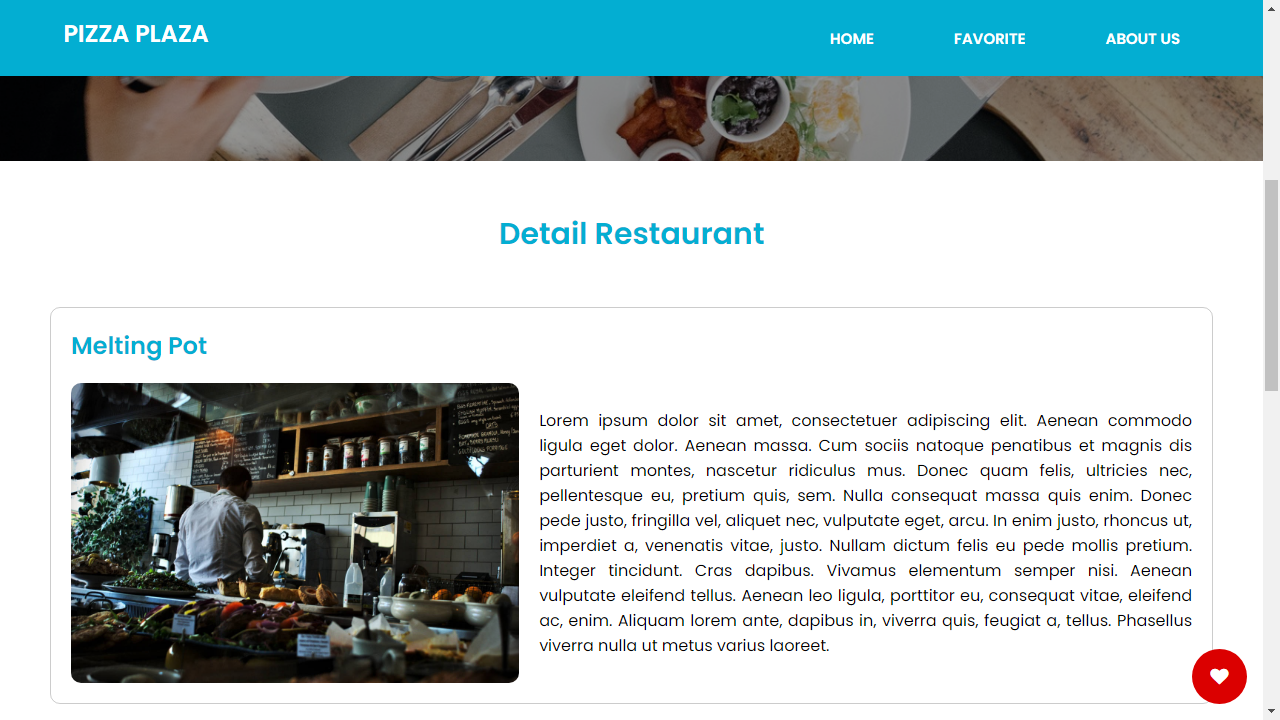 PIZZA PLAZA
HOME
FAVORITE
ABOUT US
Detail Restaurant
Melting Pot
Lorem ipsum dolor sit amet, consectetuer adipiscing elit. Aenean commodo
ligula eget dolor. Aenean massa. Cum sociis natoque penatibus et magnis dis
parturient montes, nascetur ridiculus mus. Donec quam felis, ultricies nec,
pellentesque eu, pretium quis, sem. Nulla consequat massa quis enim. Donec
pede justo, fringilla vel, aliquet nec, vulputate eget, arcu. In enim justo, rhoncus ut,
imperdiet a, venenatis vitae, justo. Nullam dictum felis eu pede mollis pretium.
Integer tincidunt. Cras dapibus. Vivamus elementum semper nisi. Aenean
vulputate eleifend tellus. Aenean leo ligula, porttitor eu, consequat vitae, eleifend
ac, enim. Aliquam lorem ante, dapibus in, viverra quis, feugiat a, tellus. Phasellus
viverra nulla ut metus varius laoreet.